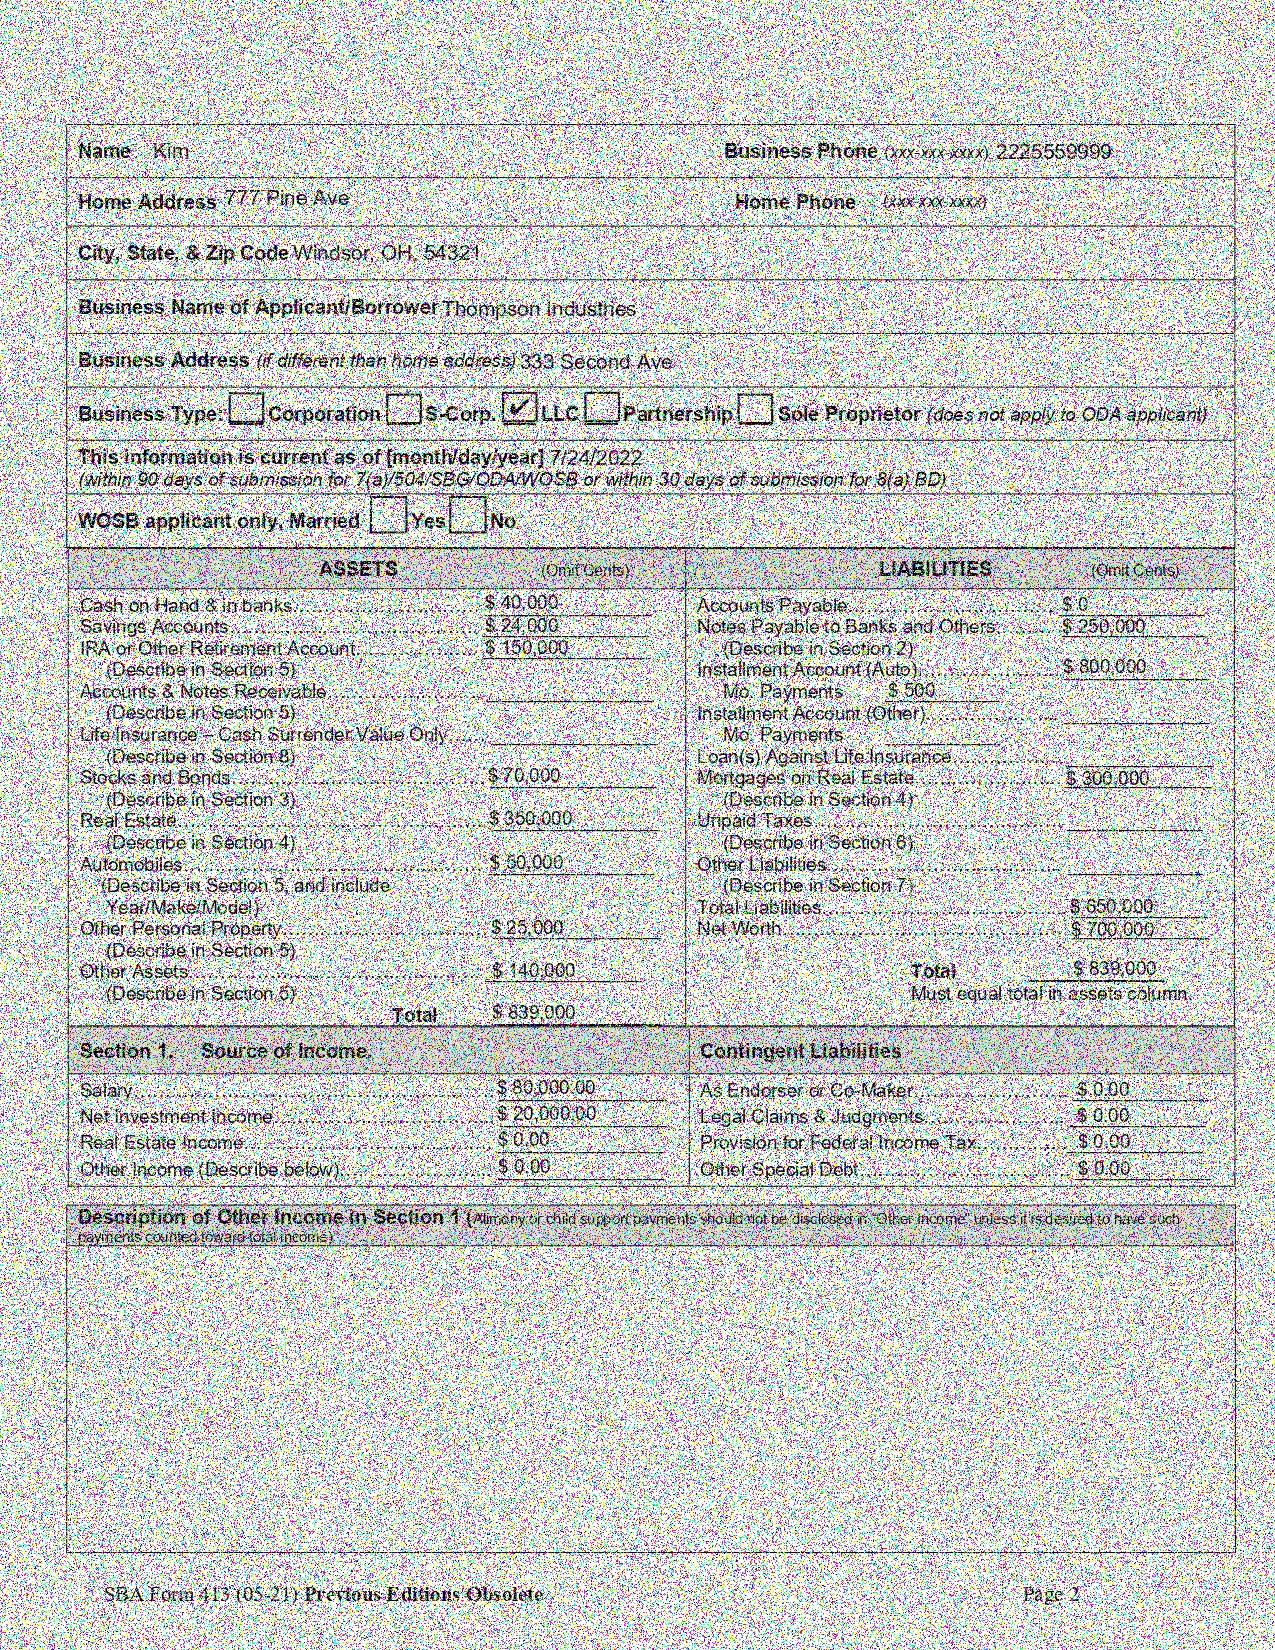 Name Kim Business Phone (xxx-xxx-xxxx) 2225559999
Home Address 777 Pine Ave Home Phone (xxx-xxx-xxxx)
City, State, & Zip Code Windsor, OH, 54321
Business Name of Applicant/Borrower Thompson Industries
Business Address (if different than home address) 333 Second Ave
Business Type: Corporation S-Corp. ✔ LLC Partnership Sole Proprietor (does not apply to ODA applicant)
This information is current as of [month/day/year] 7/24/2022
(within 90 days of submission for 7(a)/504/SBG/ODA/WOSB or within 30 days of submission for 8(a) BD)
WOSB applicant only, Married Yes No
ASSETS (Omit Cents) LIABILITIES (Omit Cents)
Cash on Hand & in banks $ 40,000
Savings Accounts $ 24,000
IRA or Other Retirement Account $ 150,000
(Describe in Section 5)
Accounts & Notes Receivable
(Describe in Section 5)
Life Insurance – Cash Surrender Value Only
(Describe in Section 8)
Stocks and Bonds $ 70,000
(Describe in Section 3)
Real Estate $ 350,000
(Describe in Section 4)
Automobiles
(Describe in Section 5, and include
Year/Make/Model)
Other Personal Property $ 25,000
(Describe in Section 5)
Other Assets $ 140,000
(Describe in Section 5)
Total $ 839,000
Accounts Payable $ 0
Notes Payable to Banks and Others $ 250,000
(Describe in Section 2)
Installment Account (Auto) $ 800,000
Mo. Payments $ 500
Installment Account (Other)
Mo. Payments
Loan(s) Against Life Insurance
Mortgages on Real Estate $ 300,000
(Describe in Section 4)
Unpaid Taxes
(Describe in Section 6)
Other Liabilities
(Describe in Section 7)
Total Liabilities $ 650,000
Net Worth $ 700,000
Total $ 839,000
Must equal total in assets column.
Section 1. Source of Income. Contingent Liabilities
Salary $ 80,000.00 As Endorser or Co-Maker $ 0.00
Net Investment Income $ 20,000.00 Legal Claims & Judgments $ 0.00
Real Estate Income $ 0.00 Provision for Federal Income Tax $ 0.00
Other Income (Describe below) $ 0.00 Other Special Debt $ 0.00
Description of Other Income in Section 1 (Alimony or child support payments should not be disclosed in "Other Income" unless it is desired to have such
payments counted toward total income)
SBA Form 413 (05-21) Previous Editions Obsolete Page 2